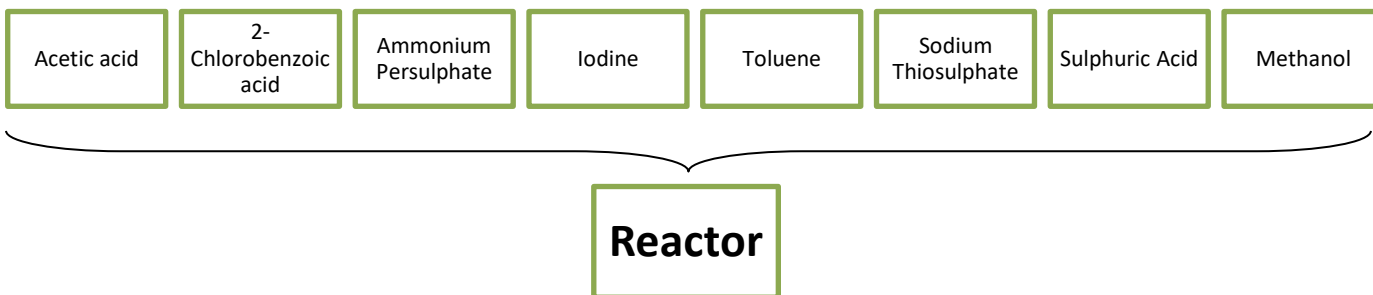 Acetic acid
2-
Chlorobenzoic
acid
Ammonium
Persulphate
Iodine
Toluene
Sodium
Thiosulphate
Sulphuric Acid
Methanol
Reactor